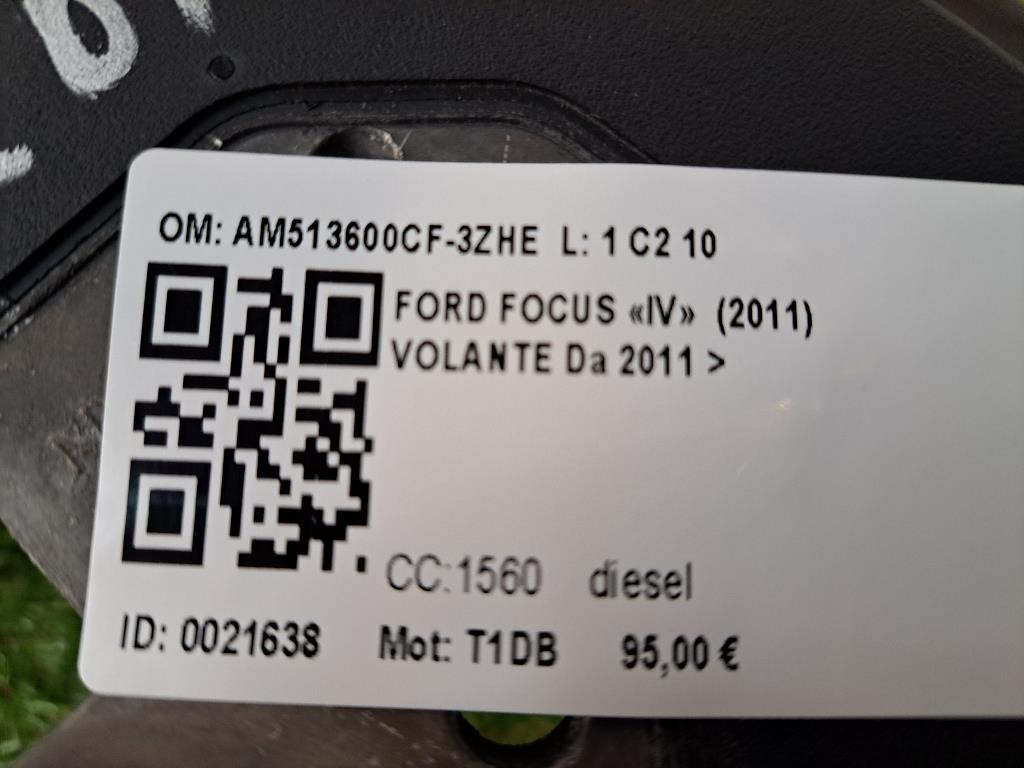 OM: AM513600CF-3ZHE L: 1 C2 10
FORD FOCUS «IV» (2011)
VOLANTE Da 2011 >
CC:1560 diesel
ID: 0021638 Mot: T1DB 95,00 €